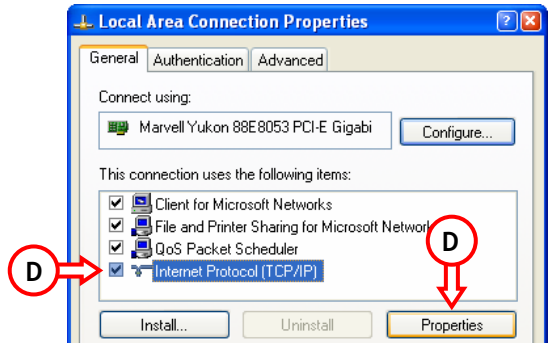 Local Area Connection Properties
General Authentication Advanced
Connect using:
Marvell Yukon 88E8053 PCI-E Gigabi Configure...
This connection uses the following items:
Client for Microsoft Networks
File and Printer Sharing for Microsoft Network
QoS Packet Scheduler
D
D Internet Protocol (TCP/IP)
Install... Uninstall Properties